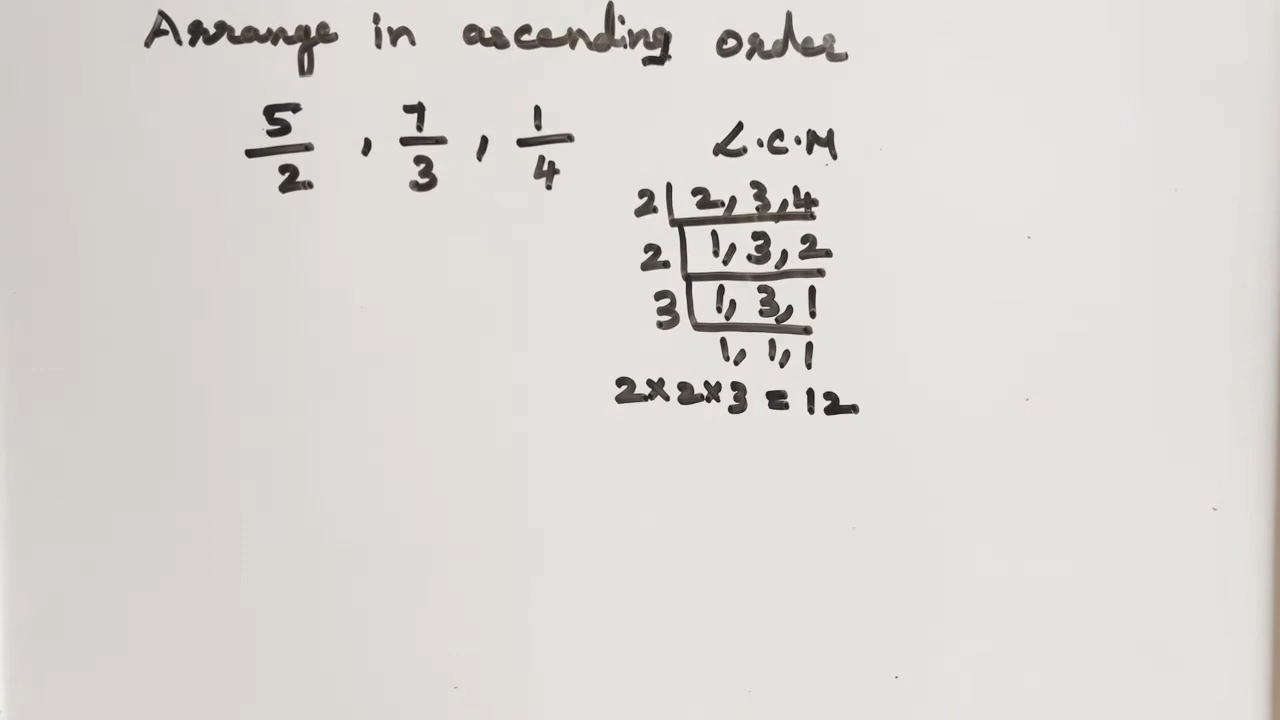 Arrange in ascending order
5/2 , 7/3 , 1/4
L.C.M
2 | 2, 3, 4
2 | 1, 3, 2
3 | 1, 3, 1
1, 1, 1
2×2×3 = 12